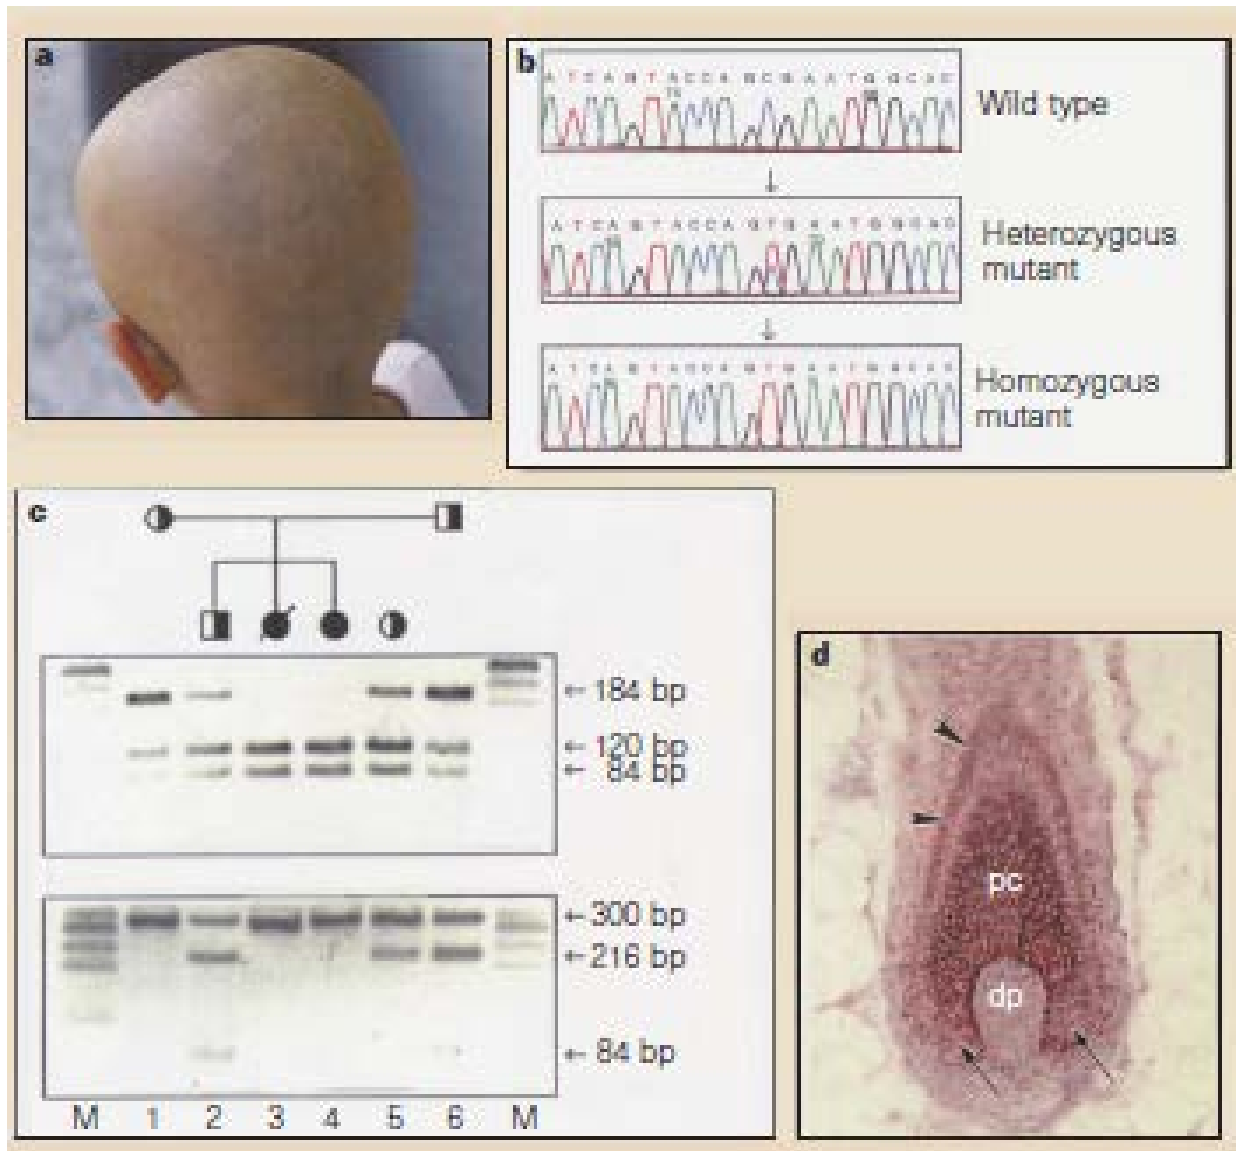 a
b
A T C A G T A C C A G C G A A T G G C A C
Wild type
↓
A T C A G T A C C A G T G A A T G G C A C
Heterozygous
mutant
↓
A T C A G T A C C A G T G A A T G G C A C
Homozygous
mutant
c
← 184 bp
← 120 bp
← 84 bp
← 300 bp
← 216 bp
← 84 bp
M 1 2 3 4 5 6 M
d
pc
dp